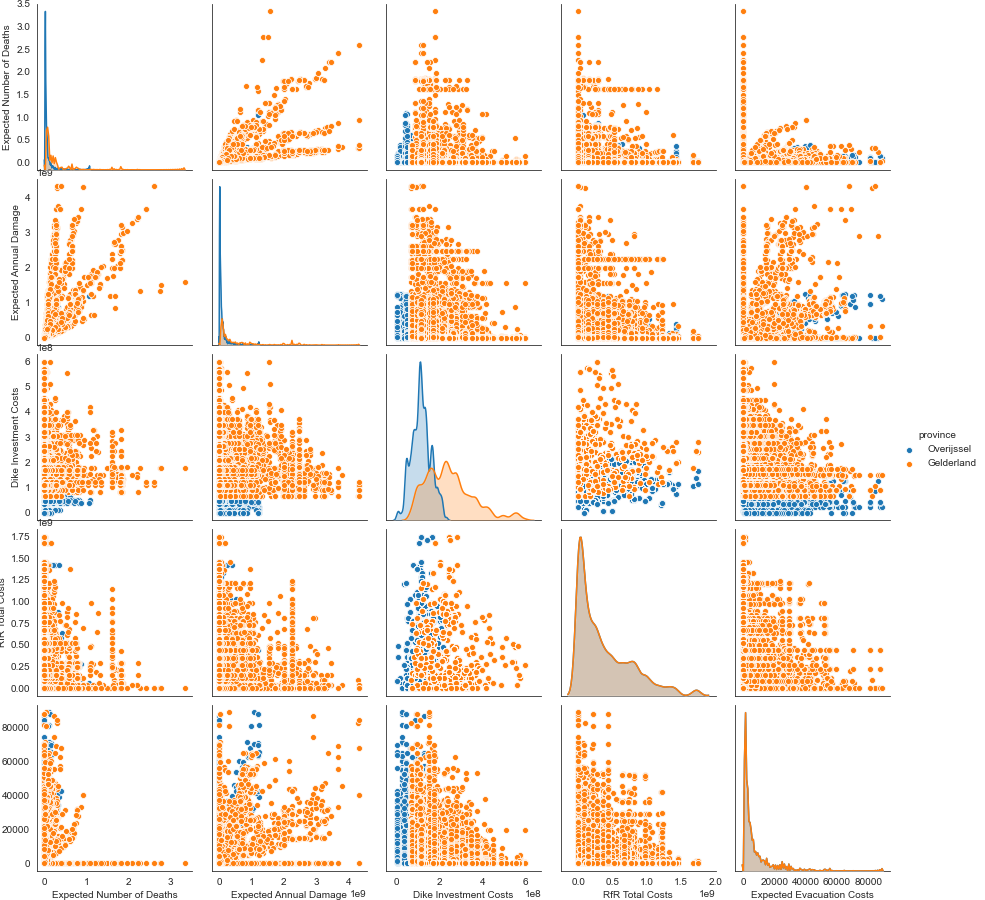 3.5
3.0
2.5
2.0
1.5
1.0
0.5
0.0
Expected Number of Deaths
1e9
4
3
2
1
0
Expected Annual Damage
1e8
6
5
4
3
2
1
0
Dike Investment Costs
province
Overijssel
Gelderland
1e9
1.75
1.50
1.25
1.00
0.75
0.50
0.25
0.00
RfR Total Costs
80000
60000
40000
20000
0
0 1 2 3
Expected Number of Deaths
0 1 2 3 4
Expected Annual Damage 1e9
0 2 4 6
Dike Investment Costs 1e8
0.0 0.5 1.0 1.5 2.0
RfR Total Costs 1e9
0 20000 40000 60000 80000
Expected Evacuation Costs